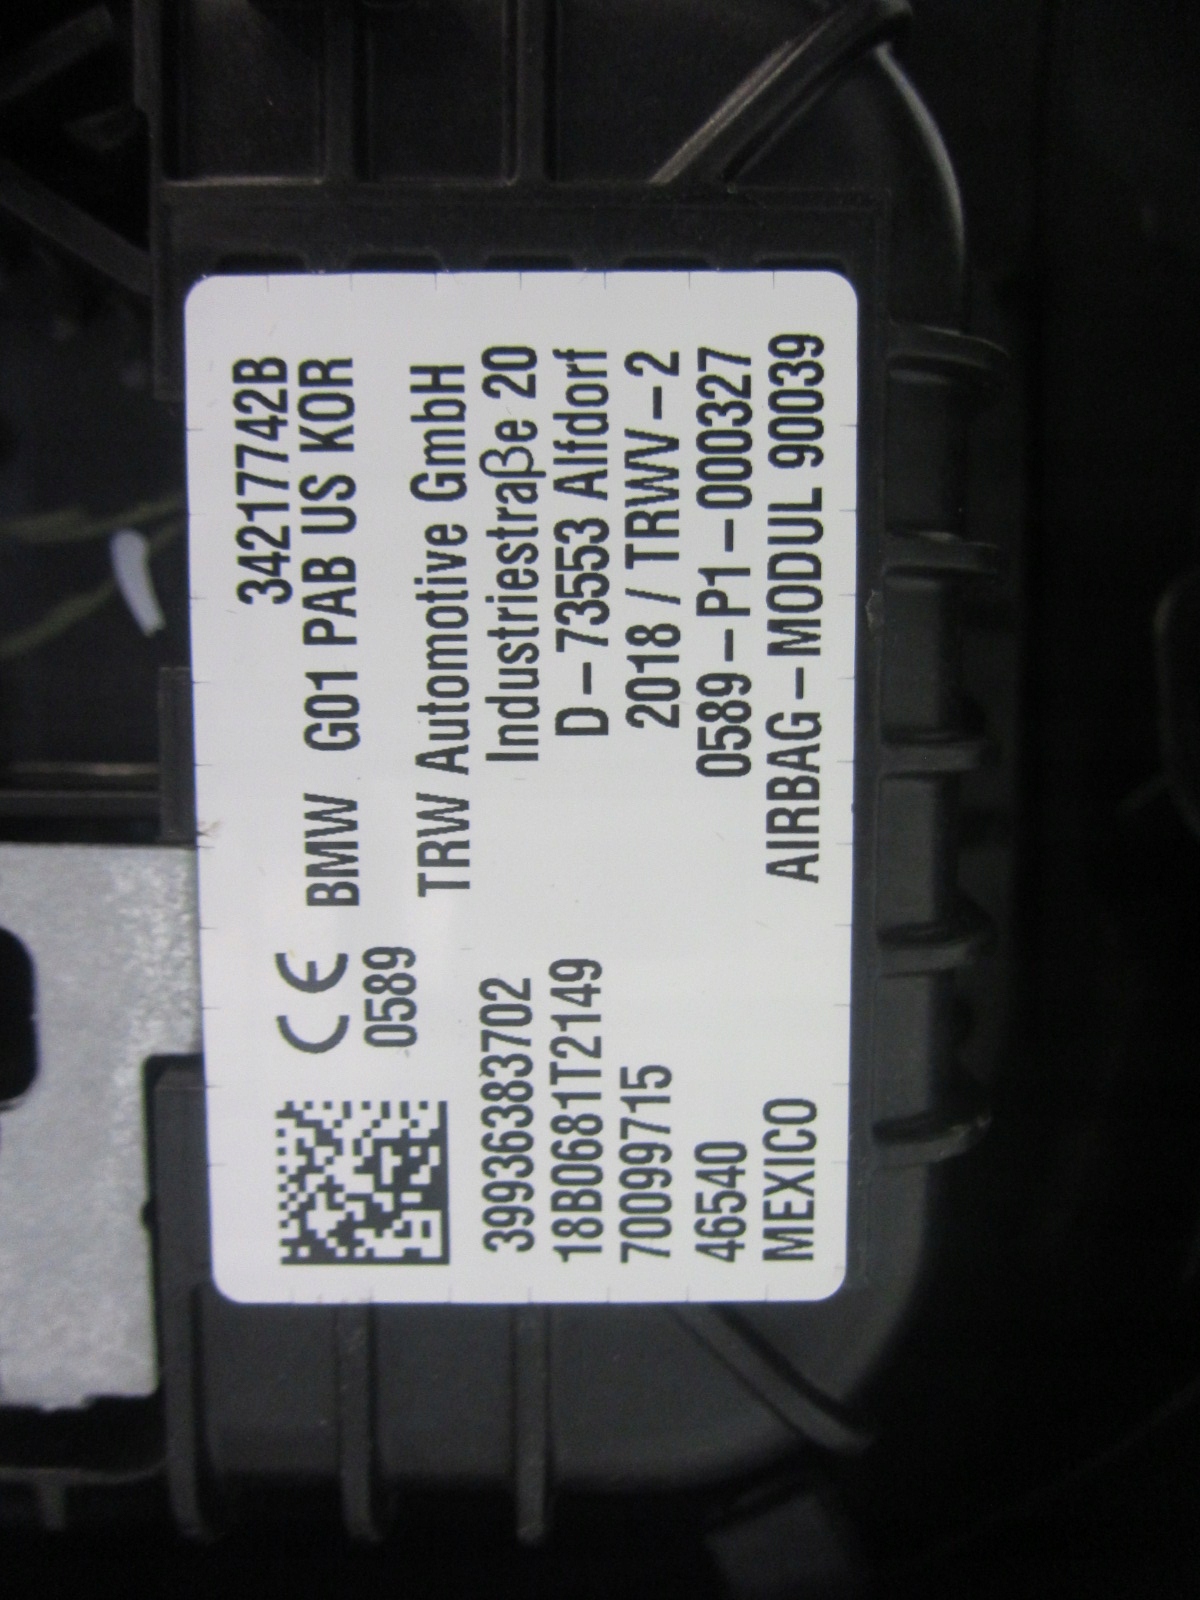 34217742B
CE BMW G01 PAB US KOR
0589
TRW Automotive GmbH
Industriestraße 20
D-73553 Alfdorf
2018 / TRWV-2
0589-P1-000327
AIRBAG-MODUL 90039
39936383702
18B0681T2149
70099715
46540
MEXICO